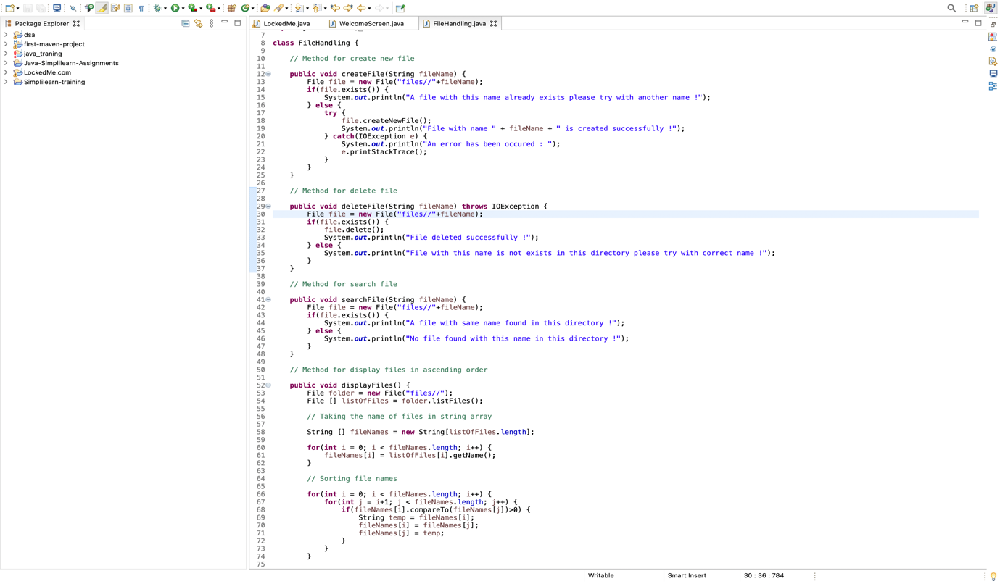 Package Explorer
dsa
first-maven-project
java_traning
Java-Simplilearn-Assignments
LockedMe.com
Simplilearn-training
LockedMe.java
WelcomeScreen.java
FileHandling.java
7
8 class FileHandling {
9
10 // Method for create new file
11
12 public void createFile(String fileName) {
13 File file = new File("files//"+fileName);
14 if(file.exists()) {
15 System.out.println("A file with this name already exists please try with another name !");
16 } else {
17 try {
18 file.createNewFile();
19 System.out.println("File with name " + fileName + " is created successfully !");
20 } catch(IOException e) {
21 System.out.println("An error has been occured : ");
22 e.printStackTrace();
23 }
24 }
25 }
26
27 // Method for delete file
28
29 public void deleteFile(String fileName) throws IOException {
30 File file = new File("files//"+fileName);
31 if(file.exists()) {
32 file.delete();
33 System.out.println("File deleted successfully !");
34 } else {
35 System.out.println("File with this name is not exists in this directory please try with correct name !");
36 }
37 }
38
39 // Method for search file
40
41 public void searchFile(String fileName) {
42 File file = new File("files//"+fileName);
43 if(file.exists()) {
44 System.out.println("A file with same name found in this directory !");
45 } else {
46 System.out.println("No file found with this name in this directory !");
47 }
48 }
49
50 // Method for display files in ascending order
51
52 public void displayFiles() {
53 File folder = new File("files//");
54 File [] listOfFiles = folder.listFiles();
55
56 // Taking the name of files in string array
57
58 String [] fileNames = new String[listOfFiles.length];
59
60 for(int i = 0; i < fileNames.length; i++) {
61 fileNames[i] = listOfFiles[i].getName();
62 }
63
64 // Sorting file names
65
66 for(int i = 0; i < fileNames.length; i++) {
67 for(int j = i+1; j < fileNames.length; j++) {
68 if(fileNames[i].compareTo(fileNames[j])>0) {
69 String temp = fileNames[i];
70 fileNames[i] = fileNames[j];
71 fileNames[j] = temp;
72 }
73 }
74 }
75
Writable
Smart Insert
30 : 36 : 784